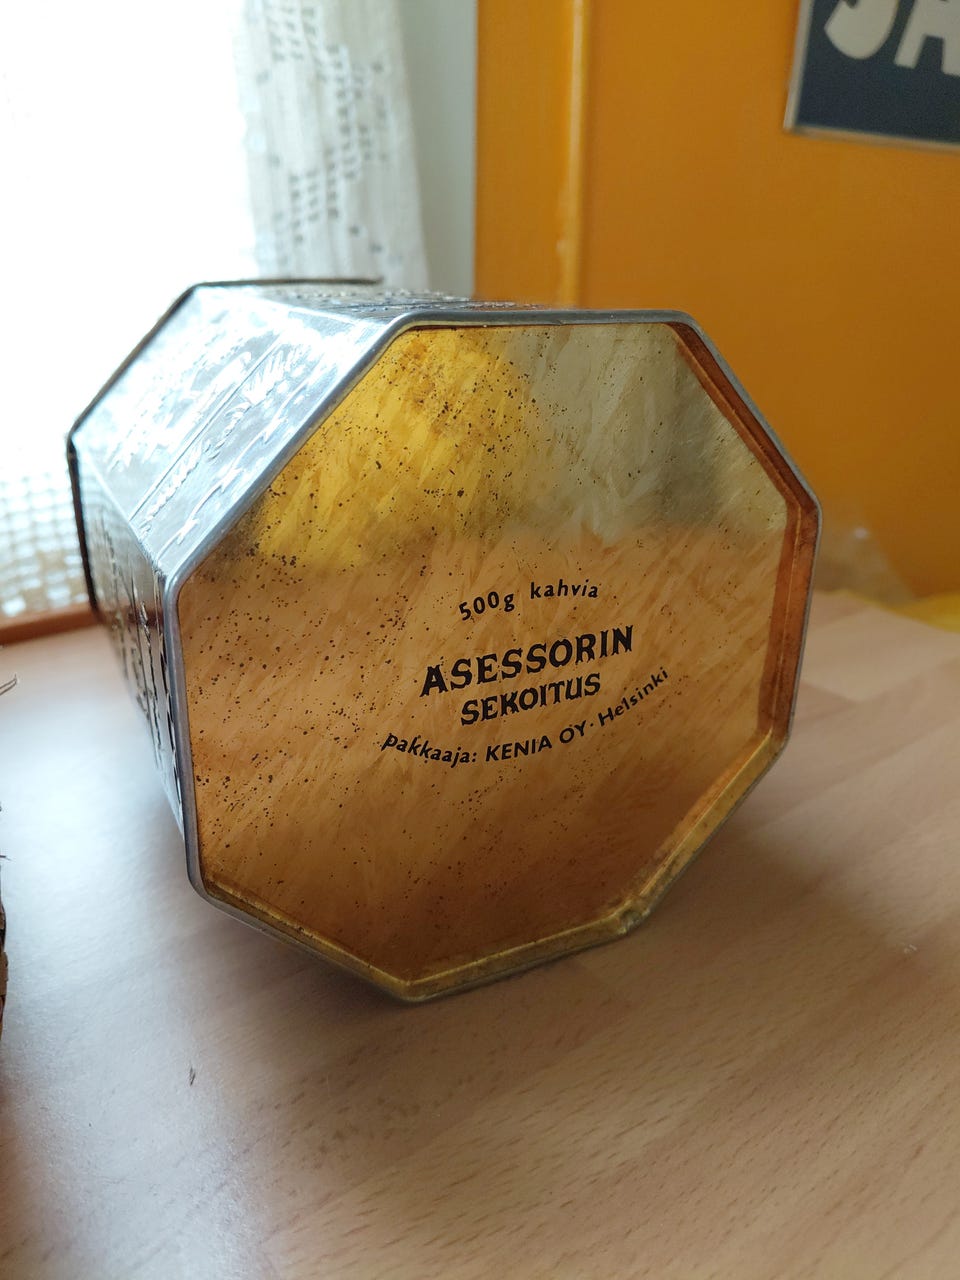 500g kahvia
ASESSORIN
SEKOITUS
pakkaaja: KENIA OY · Helsinki